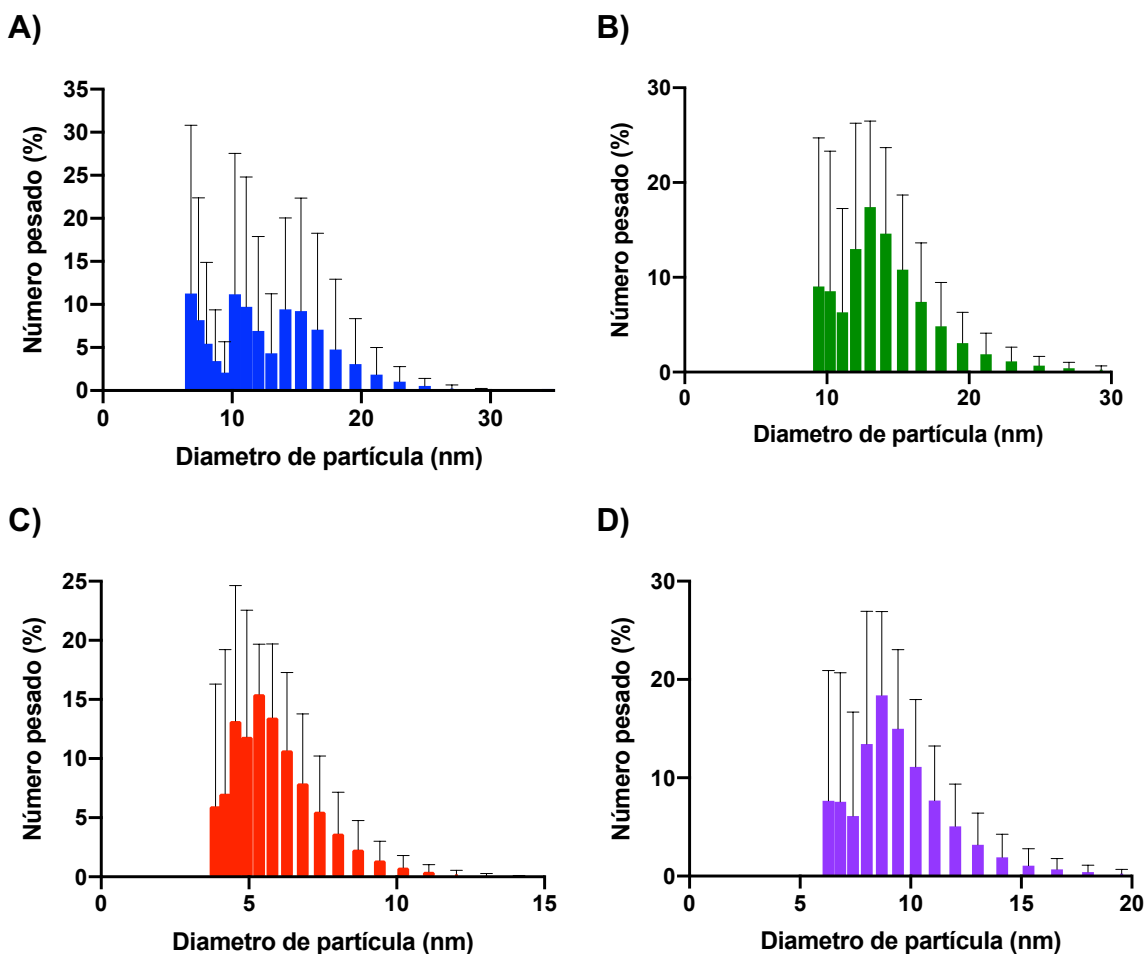 A)
Número pesado (%)
35
30
25
20
15
10
5
0
0 10 20 30
Diametro de partícula (nm)
B)
Número pesado (%)
30
20
10
0
0 10 20 30
Diametro de partícula (nm)
C)
Número pesado (%)
25
20
15
10
5
0
0 5 10 15
Diametro de partícula (nm)
D)
Número pesado (%)
30
20
10
0
0 5 10 15 20
Diametro de partícula (nm)